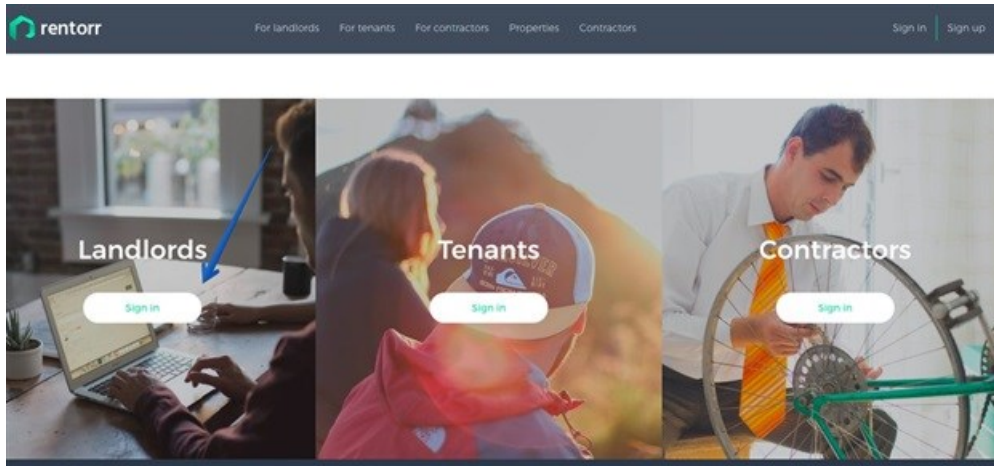 rentorr
For landlords For tenants For contractors Properties Contractors
Sign in Sign up
Landlords
Sign in
Tenants
Sign in
Contractors
Sign in